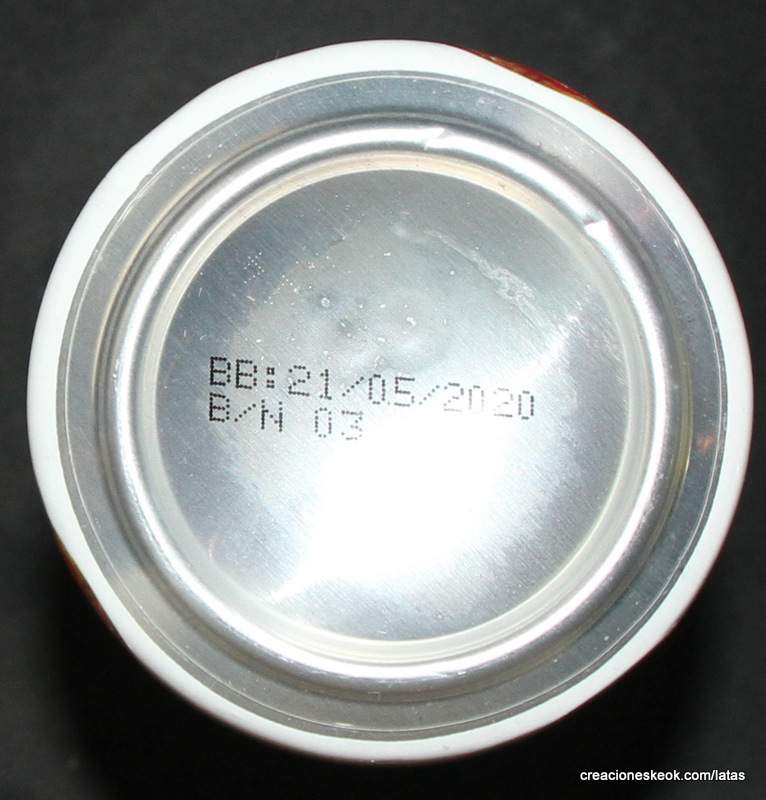 BB:21/05/2020
B/N 03
creacioneskeok.com/latas